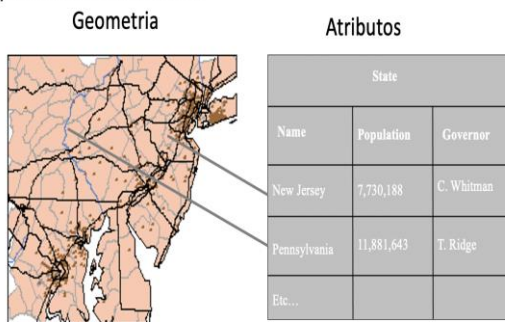 Geometria
Atributos
State
Name Population Governor
New Jersey 7,730,188 C. Whitman
Pennsylvania 11,881,643 T. Ridge
Etc...